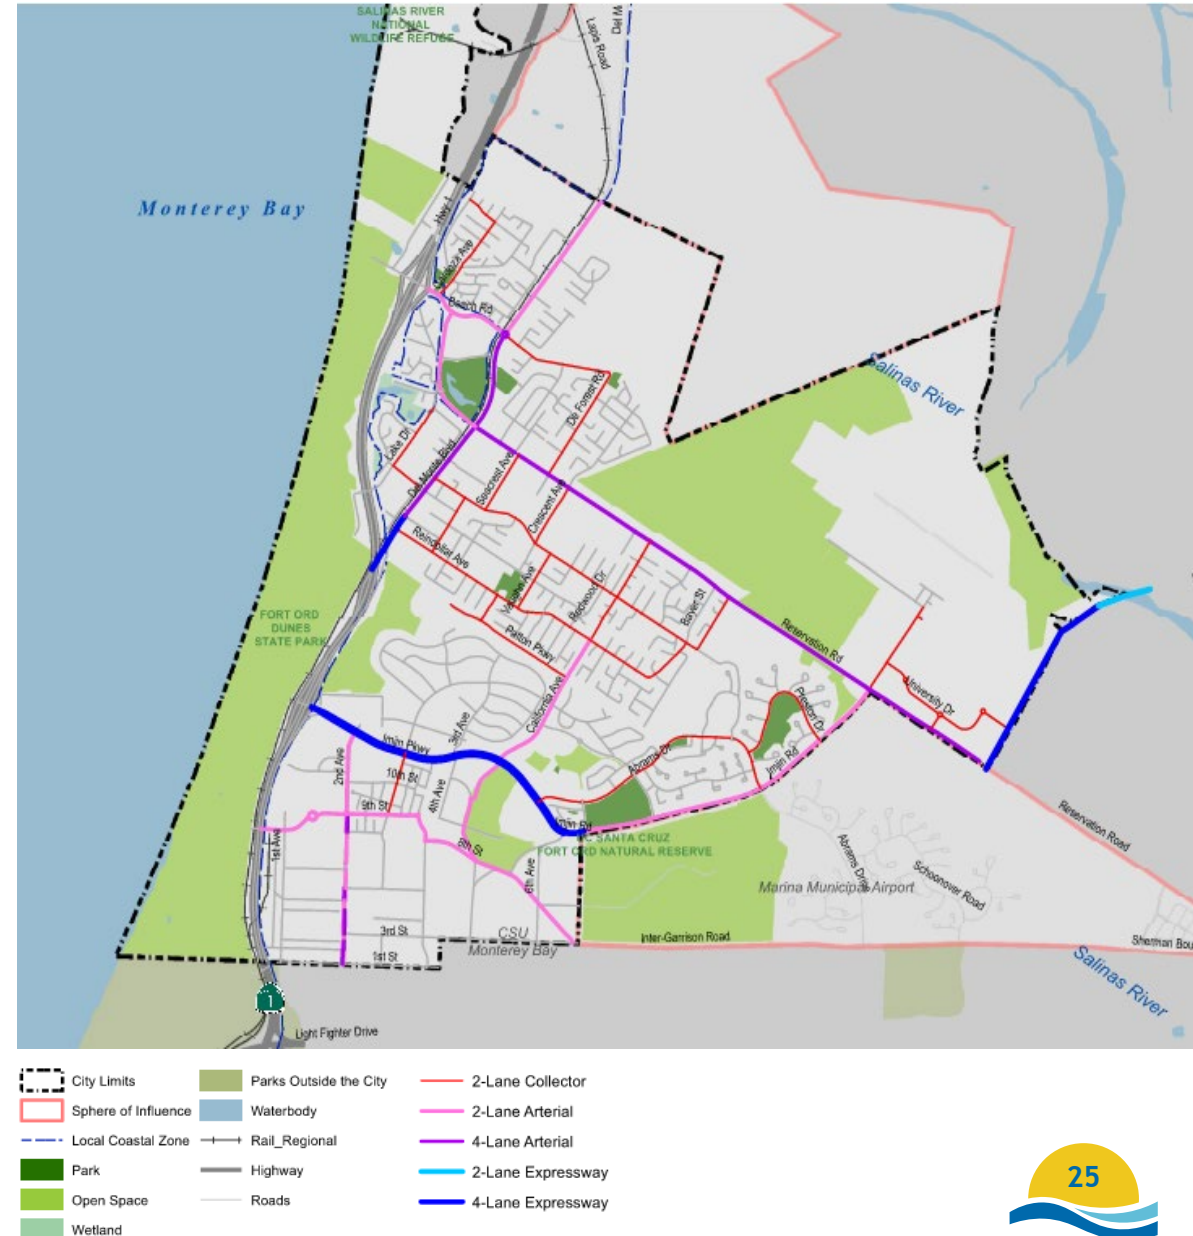 SALINAS RIVER
NATIONAL
WILDLIFE REFUGE
Lapis Road
Del M
Monterey Bay
Hwy 1
Cardoza Ave
Beach Rd
Salinas River
De Forest Rd
Lake Dr
Del Monte Blvd
Seacrest Ave
Crescent Ave
Reindollar Ave
Vaughn Ave
Redwood Dr
Bayer St
Reservation Rd
FORT ORD
DUNES
STATE PARK
Patton Pkwy
University Dr
California Ave
Preston Dr
3rd Ave
Imjin Pkwy
2nd Ave
10th St
4th Ave
Abrams Dr
Imjin Rd
9th St
Imjin Rd
UC SANTA CRUZ
FORT ORD NATURAL RESERVE
1st Ave
8th St
6th Ave
Abrams Drive
Schoonover Road
Reservation Road
Marina Municipal Airport
3rd St
CSU
Monterey Bay
Inter-Garrison Road
Sherman Bou
1st St
Salinas River
1
Light Fighter Drive
City Limits
Sphere of Influence
Local Coastal Zone
Park
Open Space
Wetland
Parks Outside the City
Waterbody
Rail_Regional
Highway
Roads
2-Lane Collector
2-Lane Arterial
4-Lane Arterial
2-Lane Expressway
4-Lane Expressway
25